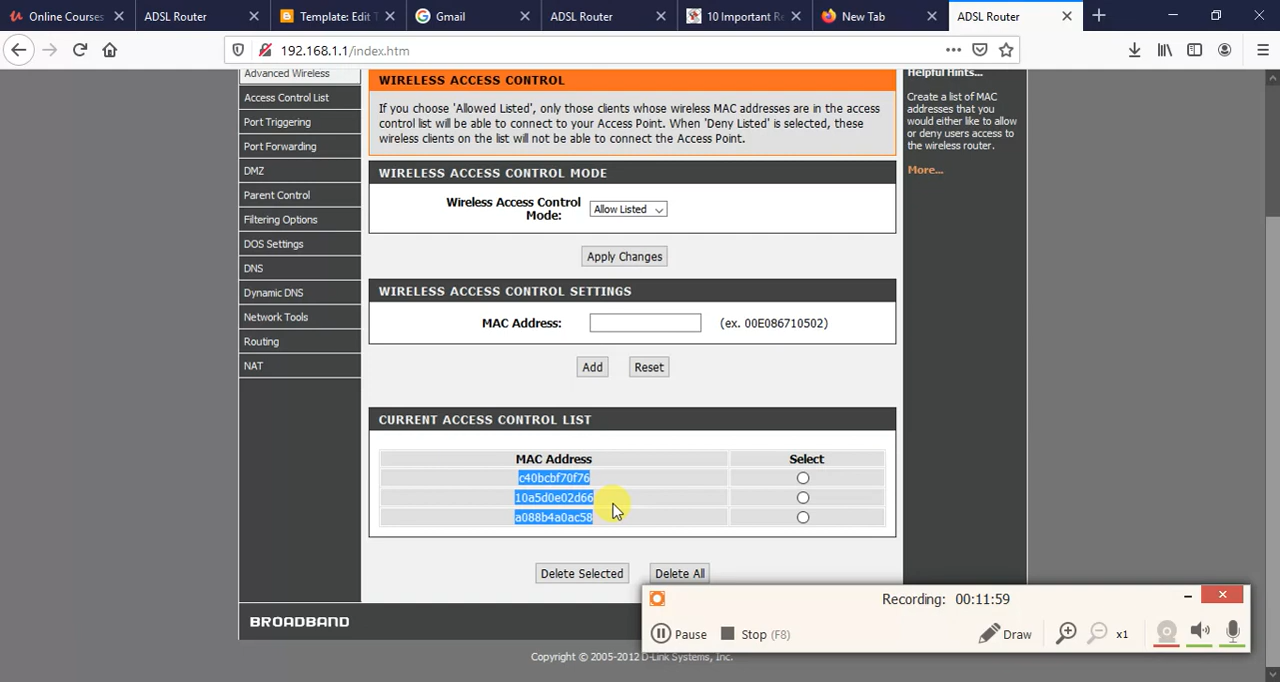 Online Courses
ADSL Router
Template: Edit T
Gmail
ADSL Router
10 Important Re
New Tab
ADSL Router
192.168.1.1/index.htm
Advanced Wireless
Access Control List
Port Triggering
Port Forwarding
DMZ
Parent Control
Filtering Options
DOS Settings
DNS
Dynamic DNS
Network Tools
Routing
NAT
WIRELESS ACCESS CONTROL
If you choose 'Allowed Listed', only those clients whose wireless MAC addresses are in the access
control list will be able to connect to your Access Point. When 'Deny Listed' is selected, these
wireless clients on the list will not be able to connect the Access Point.
WIRELESS ACCESS CONTROL MODE
Wireless Access Control
Mode:
Allow Listed
Apply Changes
WIRELESS ACCESS CONTROL SETTINGS
MAC Address: (ex. 00E086710502)
Add Reset
CURRENT ACCESS CONTROL LIST
MAC Address Select
c40bcbf70f76
10a5d0e02d66
a088b4a0ac58
Delete Selected Delete All
Helpful Hints...
Create a list of MAC
addresses that you
would either like to allow
or deny users access to
the wireless router.
More...
BROADBAND
Recording: 00:11:59
Pause Stop (F8) Draw x1
Copyright © 2005-2012 D-Link Systems, Inc.